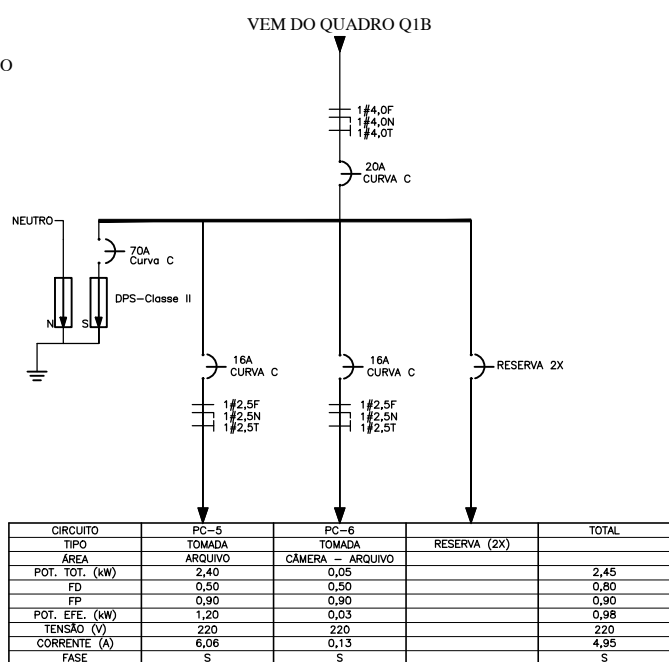 VEM DO QUADRO Q1B
O
1#4,0F
1#4,0N
1#4,0T
20A
CURVA C
NEUTRO
70A
Curva C
DPS-Classe II
N
S
16A
CURVA C
16A
CURVA C
RESERVA 2X
1#2,5F
1#2,5N
1#2,5T
1#2,5F
1#2,5N
1#2,5T
CIRCUITO PC-5 PC-6 TOTAL
TIPO TOMADA TOMADA RESERVA (2X)
ÁREA ARQUIVO CÂMERA - ARQUIVO
POT. TOT. (kW) 2,40 0,05 2,45
FD 0,50 0,50 0,80
FP 0,90 0,90 0,90
POT. EFE. (kW) 1,20 0,03 0,98
TENSÃO (V) 220 220 220
CORRENTE (A) 6,06 0,13 4,95
FASE S S S